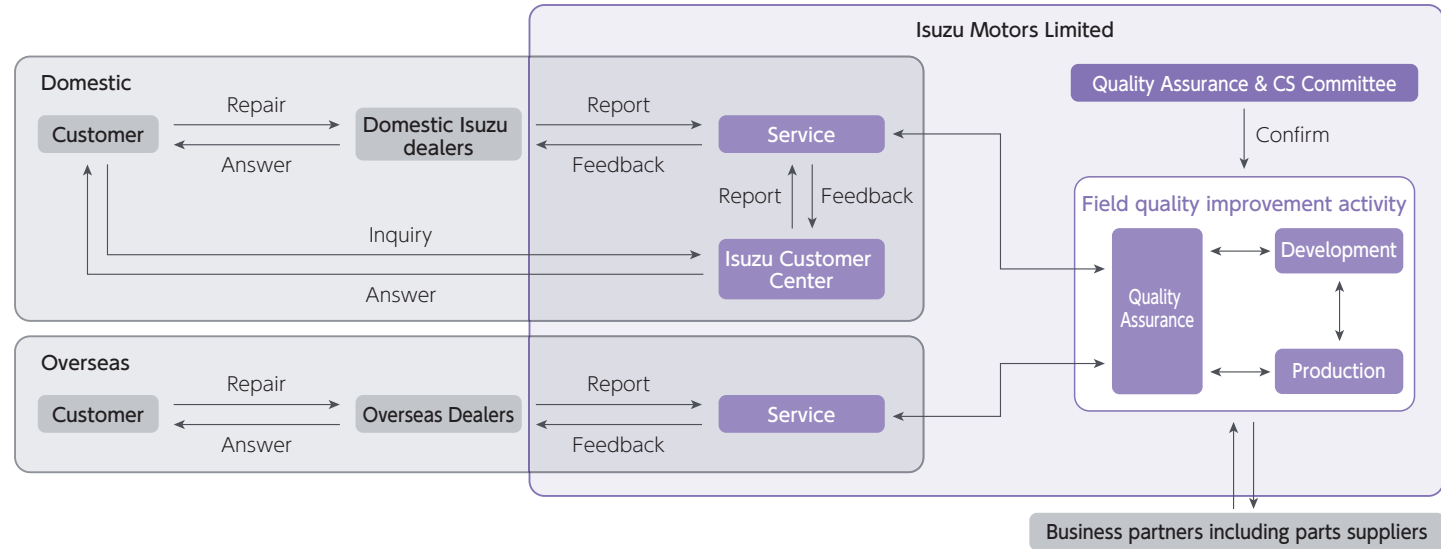 Isuzu Motors Limited
Domestic
Customer
Repair
Answer
Domestic Isuzu
dealers
Report
Feedback
Service
Report
Feedback
Inquiry
Answer
Isuzu Customer
Center
Overseas
Customer
Repair
Answer
Overseas Dealers
Report
Feedback
Service
Quality Assurance & CS Committee
Confirm
Field quality improvement activity
Quality
Assurance
Development
Production
Business partners including parts suppliers